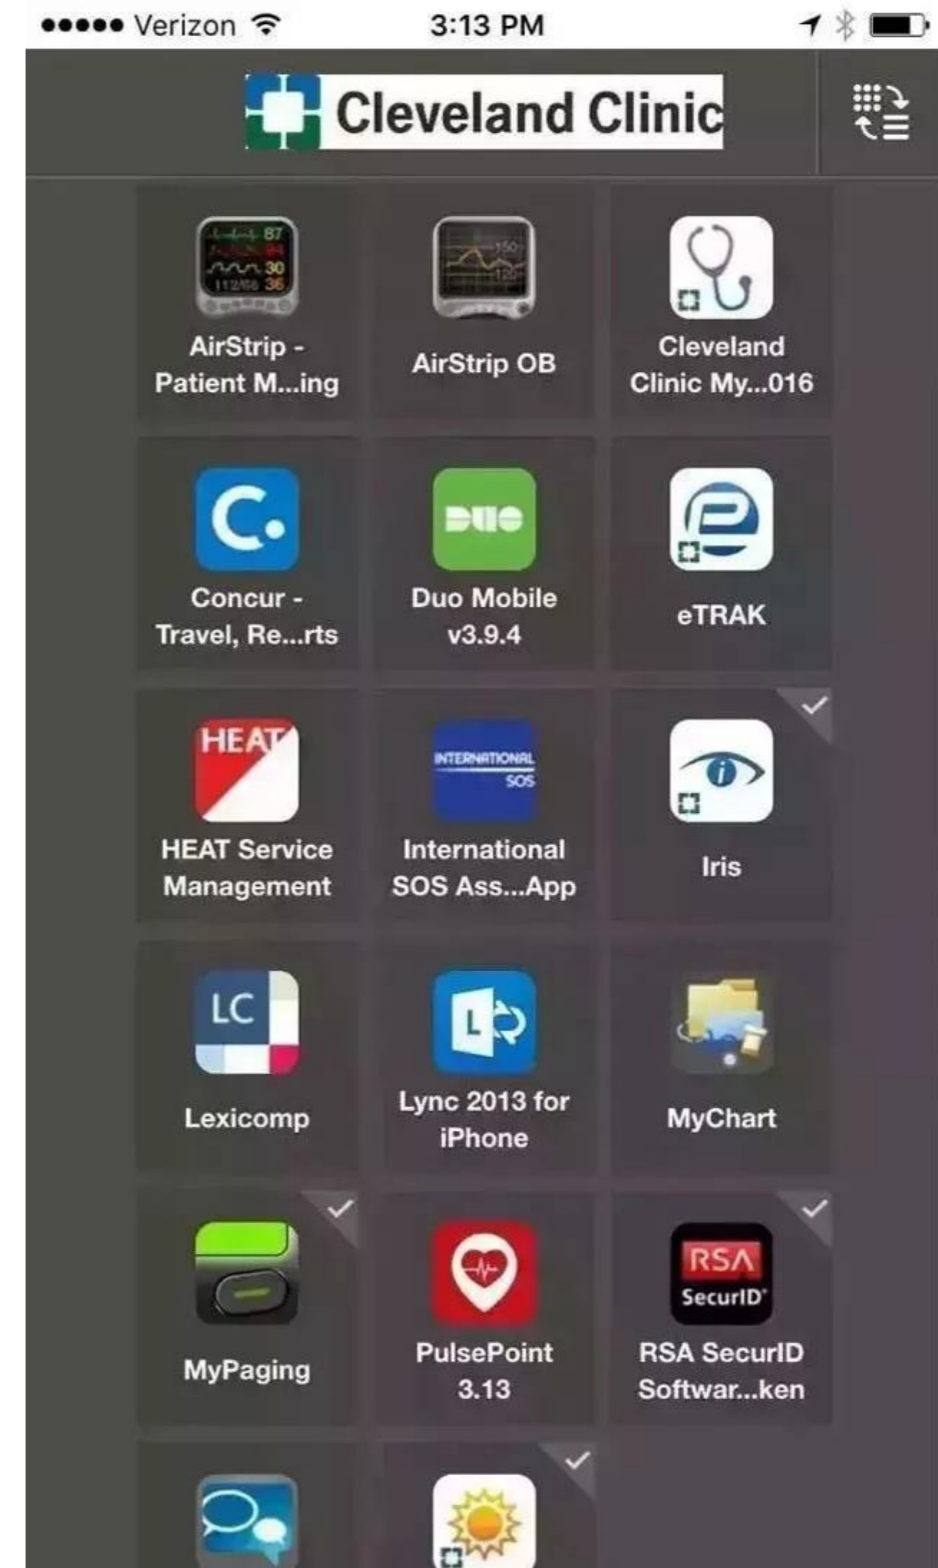 Verizon 3:13 PM
Cleveland Clinic
87
30
112/68 36
150
120
AirStrip -
Patient M...ing
AirStrip OB
Cleveland
Clinic My...016
C.
DUO
Concur -
Travel, Re...rts
Duo Mobile
v3.9.4
eTRAK
HEAT
INTERNATIONAL
SOS
i
HEAT Service
Management
International
SOS Ass...App
Iris
LC
L
Lexicomp
Lync 2013 for
iPhone
MyChart
RSA
SecurID
MyPaging
PulsePoint
3.13
RSA SecurID
Softwar...ken